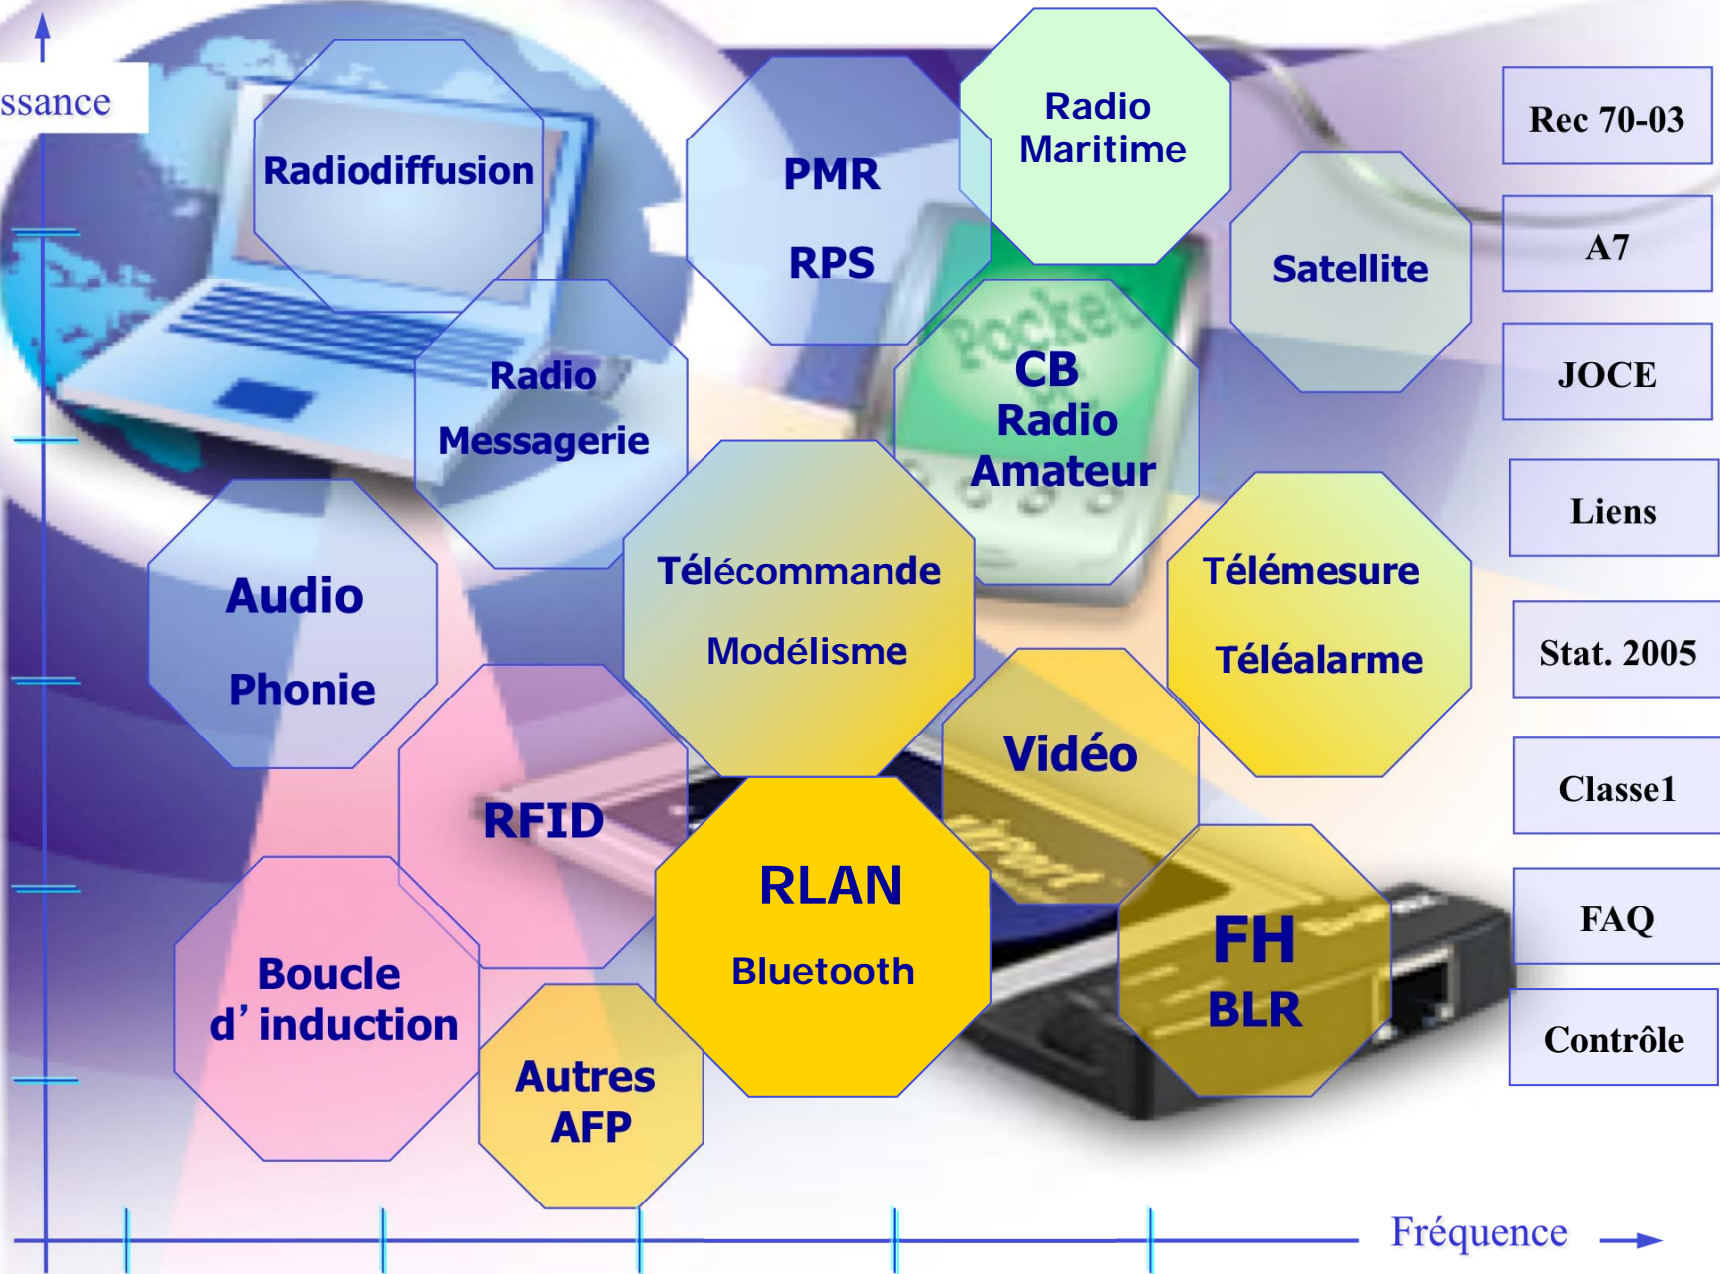 ssance
Radiodiffusion
PMR
RPS
Radio
Maritime
Satellite
Radio
Messagerie
CB
Radio
Amateur
Audio
Phonie
Télécommande
Modélisme
Télémesure
Téléalarme
RFID
Vidéo
RLAN
Bluetooth
FH
BLR
Boucle
d’ induction
Autres
AFP
Fréquence
Rec 70-03
A7
JOCE
Liens
Stat. 2005
Classe1
FAQ
Contrôle
Pocket